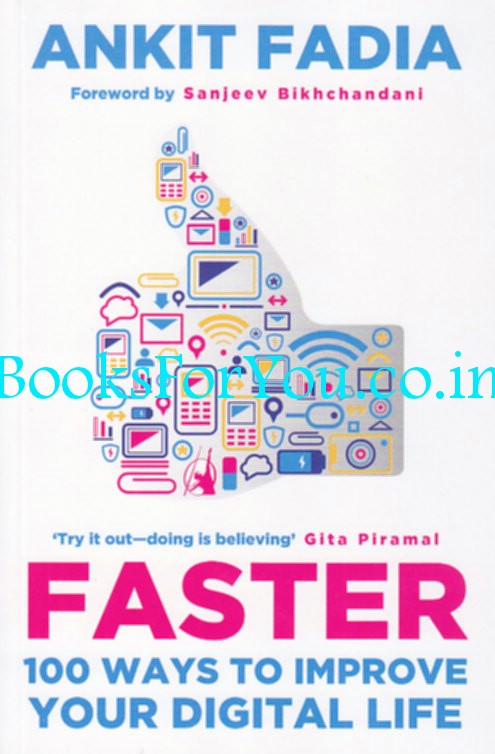 ANKIT FADIA
Foreword by Sanjeev Bikhchandani
BooksForYou.co.in
‘Try it out—doing is believing’ Gita Piramal
FASTER
100 WAYS TO IMPROVE
YOUR DIGITAL LIFE